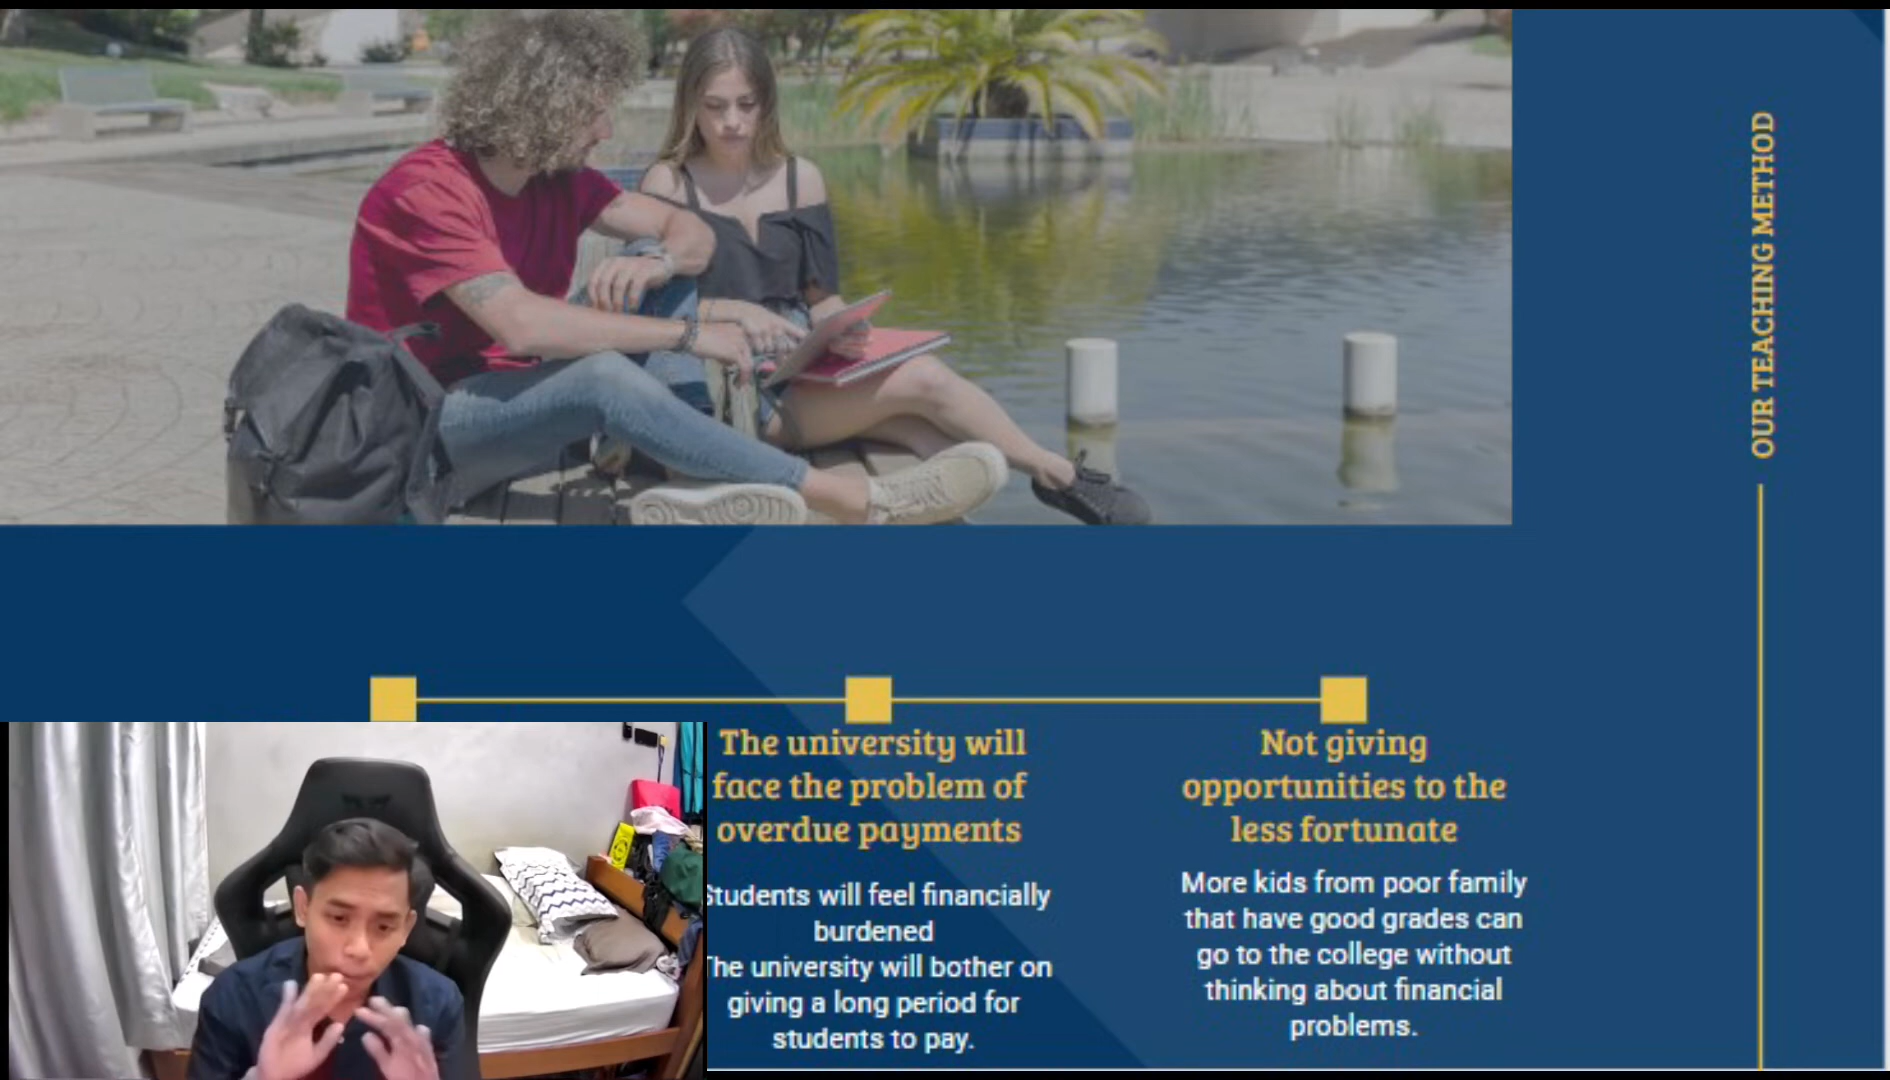 OUR TEACHING METHOD
The university will
face the problem of
overdue payments
Students will feel financially
burdened
The university will bother on
giving a long period for
students to pay.
Not giving
opportunities to the
less fortunate
More kids from poor family
that have good grades can
go to the college without
thinking about financial
problems.